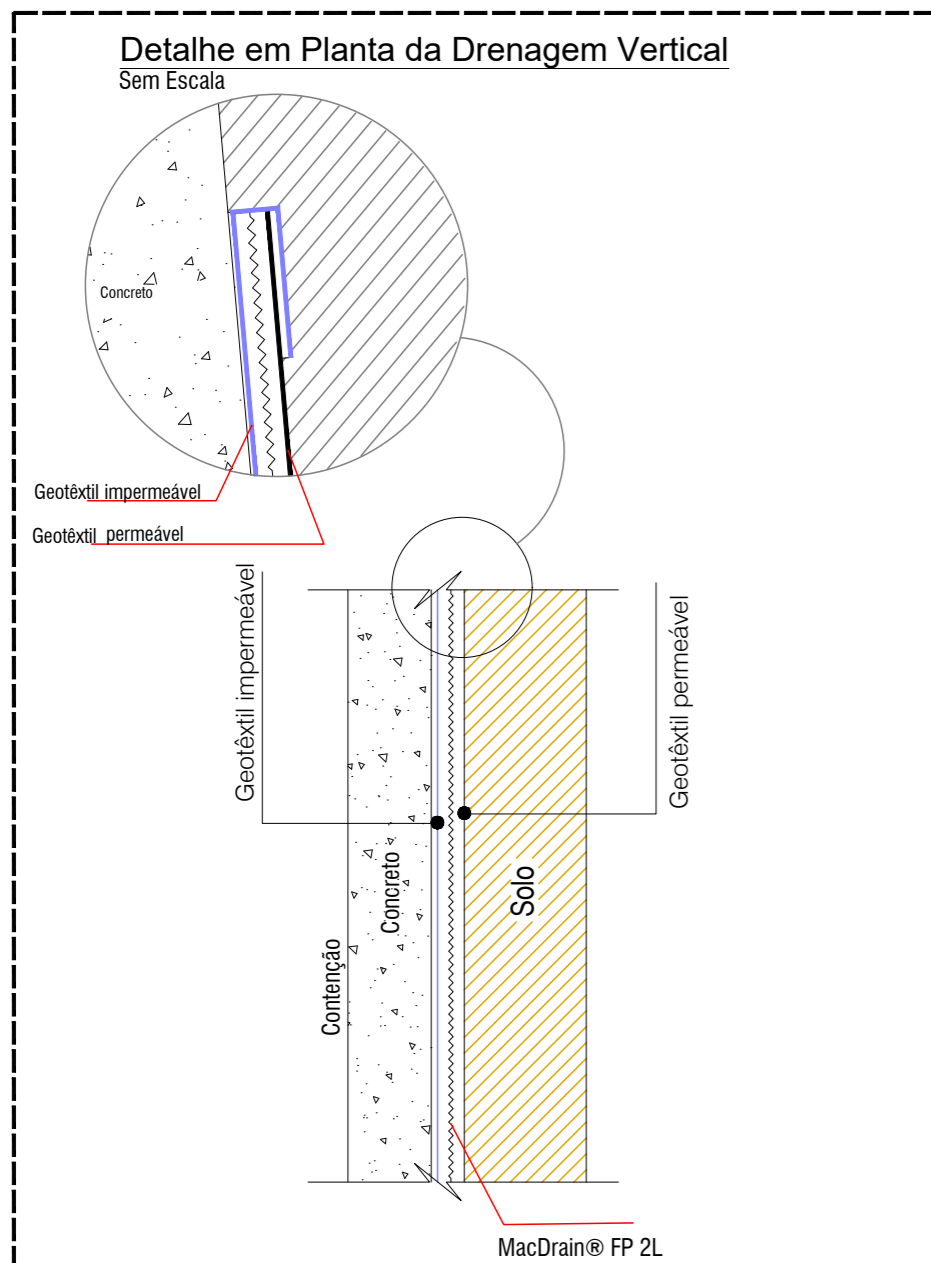 Detalhe em Planta da Drenagem Vertical
Sem Escala
Concreto
Geotêxtil impermeável
Geotêxtil permeável
Geotêxtil impermeável
Geotêxtil permeável
Concreto
Solo
Contenção
MacDrain® FP 2L